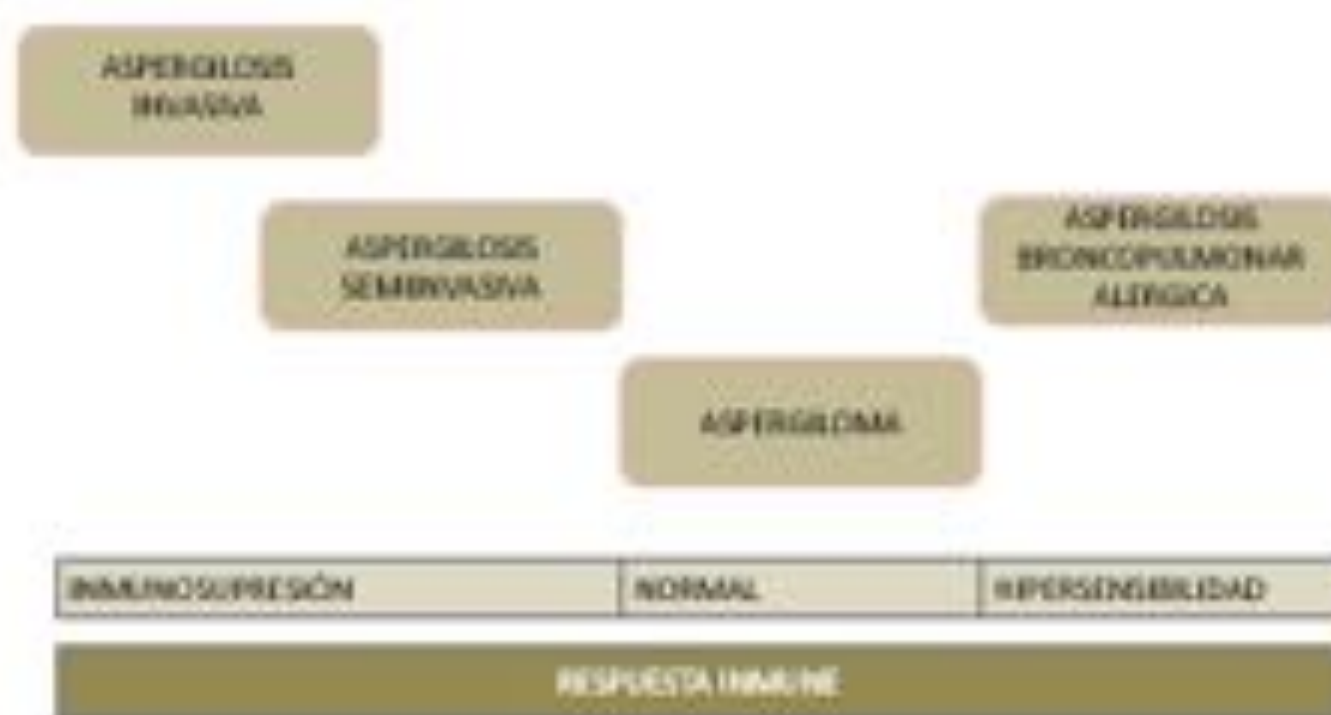 ASPERGILOSIS
INVASIVA
ASPERGILOSIS
SEMIINVASIVA
ASPERGILOSIS
BRONCOPULMONAR
ALERGICA
ASPERGILOMA
INMUNOSUPRESIÓN
NORMAL
HIPERSENSIBILIDAD
RESPUESTA INMUNE